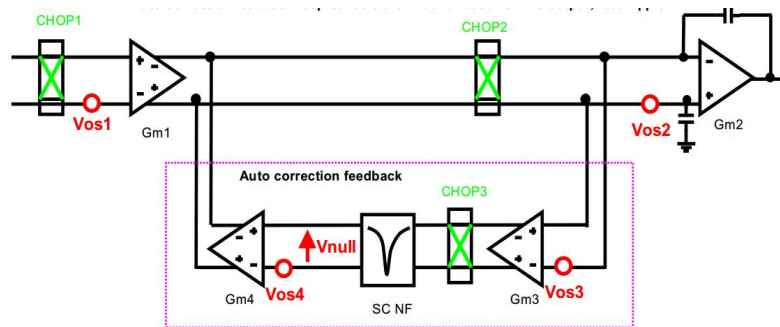 CHOP1
CHOP2
Vos1
Gm1
Vos2
Gm2
Auto correction feedback
CHOP3
Vnull
Vos4
Vos3
Gm4
SC NF
Gm3